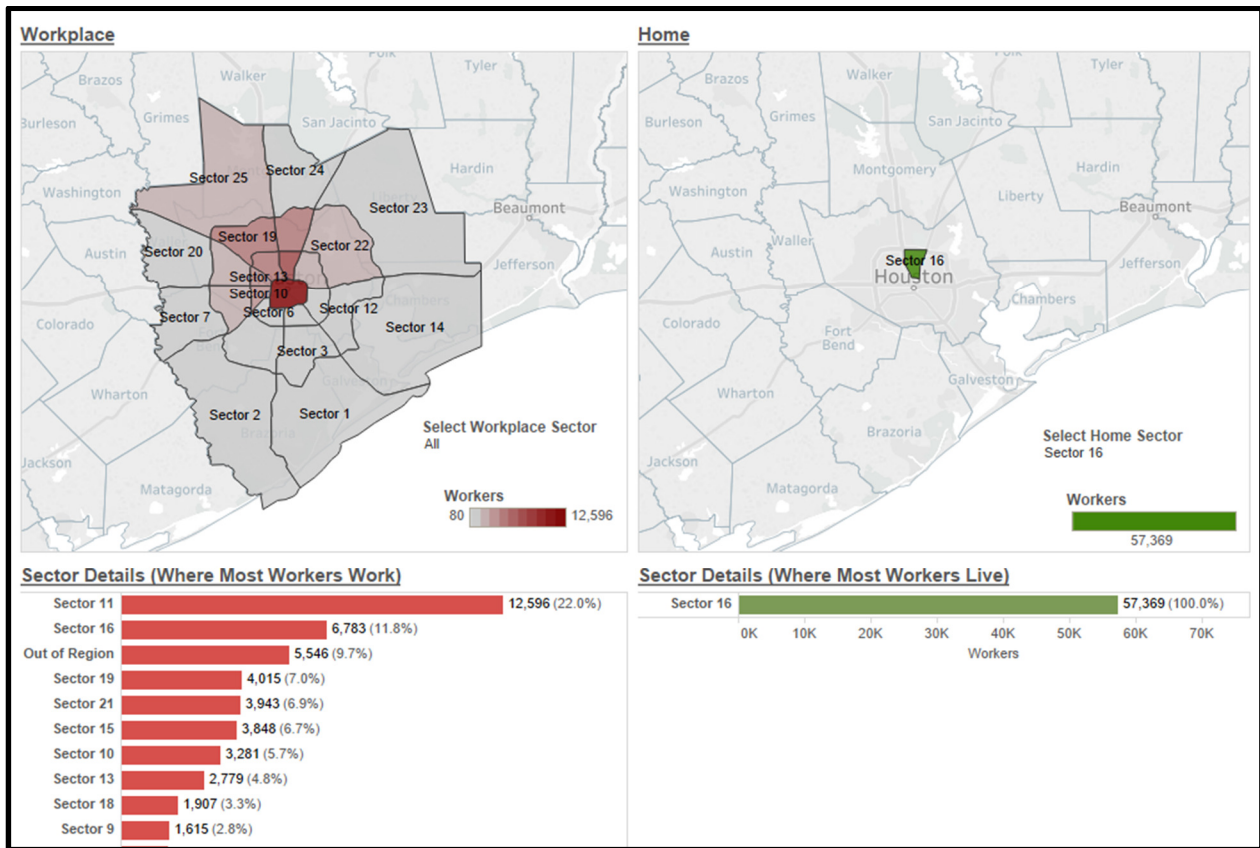 Workplace
Walker
Polk
Tyler
Brazos
Grimes
San Jacinto
Burleson
Hardin
Sector 24
Sector 25
Washington
Liberty
Sector 23
Beaumont
Sector 19
Sector 22
Austin
Sector 20
Jefferson
Sector 13
Sector 10
Chambers
Sector 6
Sector 12
Sector 7
Sector 14
Colorado
Fort
Bend
Sector 3
Galveston
Wharton
Sector 2
Sector 1
Brazoria
Select Workplace Sector
All
Jackson
Matagorda
Workers
80
12,596
Home
Walker
Polk
Tyler
Brazos
Grimes
San Jacinto
Burleson
Hardin
Montgomery
Washington
Liberty
Beaumont
Austin
Waller
Sector 16
Jefferson
Houston
Chambers
Colorado
Fort
Bend
Galveston
Wharton
Brazoria
Select Home Sector
Sector 16
Jackson
Matagorda
Workers
57,369
Sector Details (Where Most Workers Work)
Sector 11 12,596 (22.0%)
Sector 16 6,783 (11.8%)
Out of Region 5,546 (9.7%)
Sector 19 4,015 (7.0%)
Sector 21 3,943 (6.9%)
Sector 15 3,848 (6.7%)
Sector 10 3,281 (5.7%)
Sector 13 2,779 (4.8%)
Sector 18 1,907 (3.3%)
Sector 9 1,615 (2.8%)
Sector Details (Where Most Workers Live)
Sector 16 57,369 (100.0%)
0K 10K 20K 30K 40K 50K 60K 70K
Workers